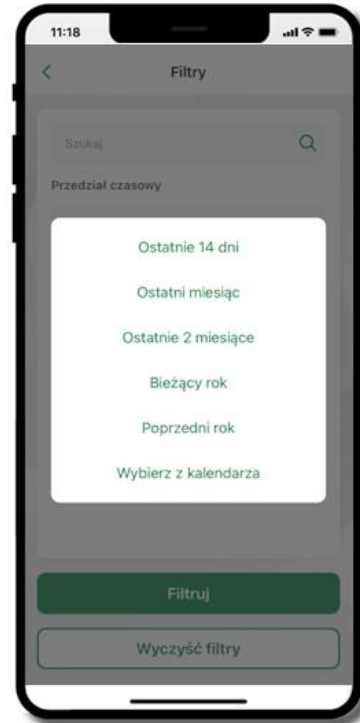 11:18
Filtry
Szukaj
Przedział czasowy
Ostatnie 14 dni
Ostatni miesiąc
Ostatnie 2 miesiące
Bieżący rok
Poprzedni rok
Wybierz z kalendarza
Filtruj
Wyczyść filtry